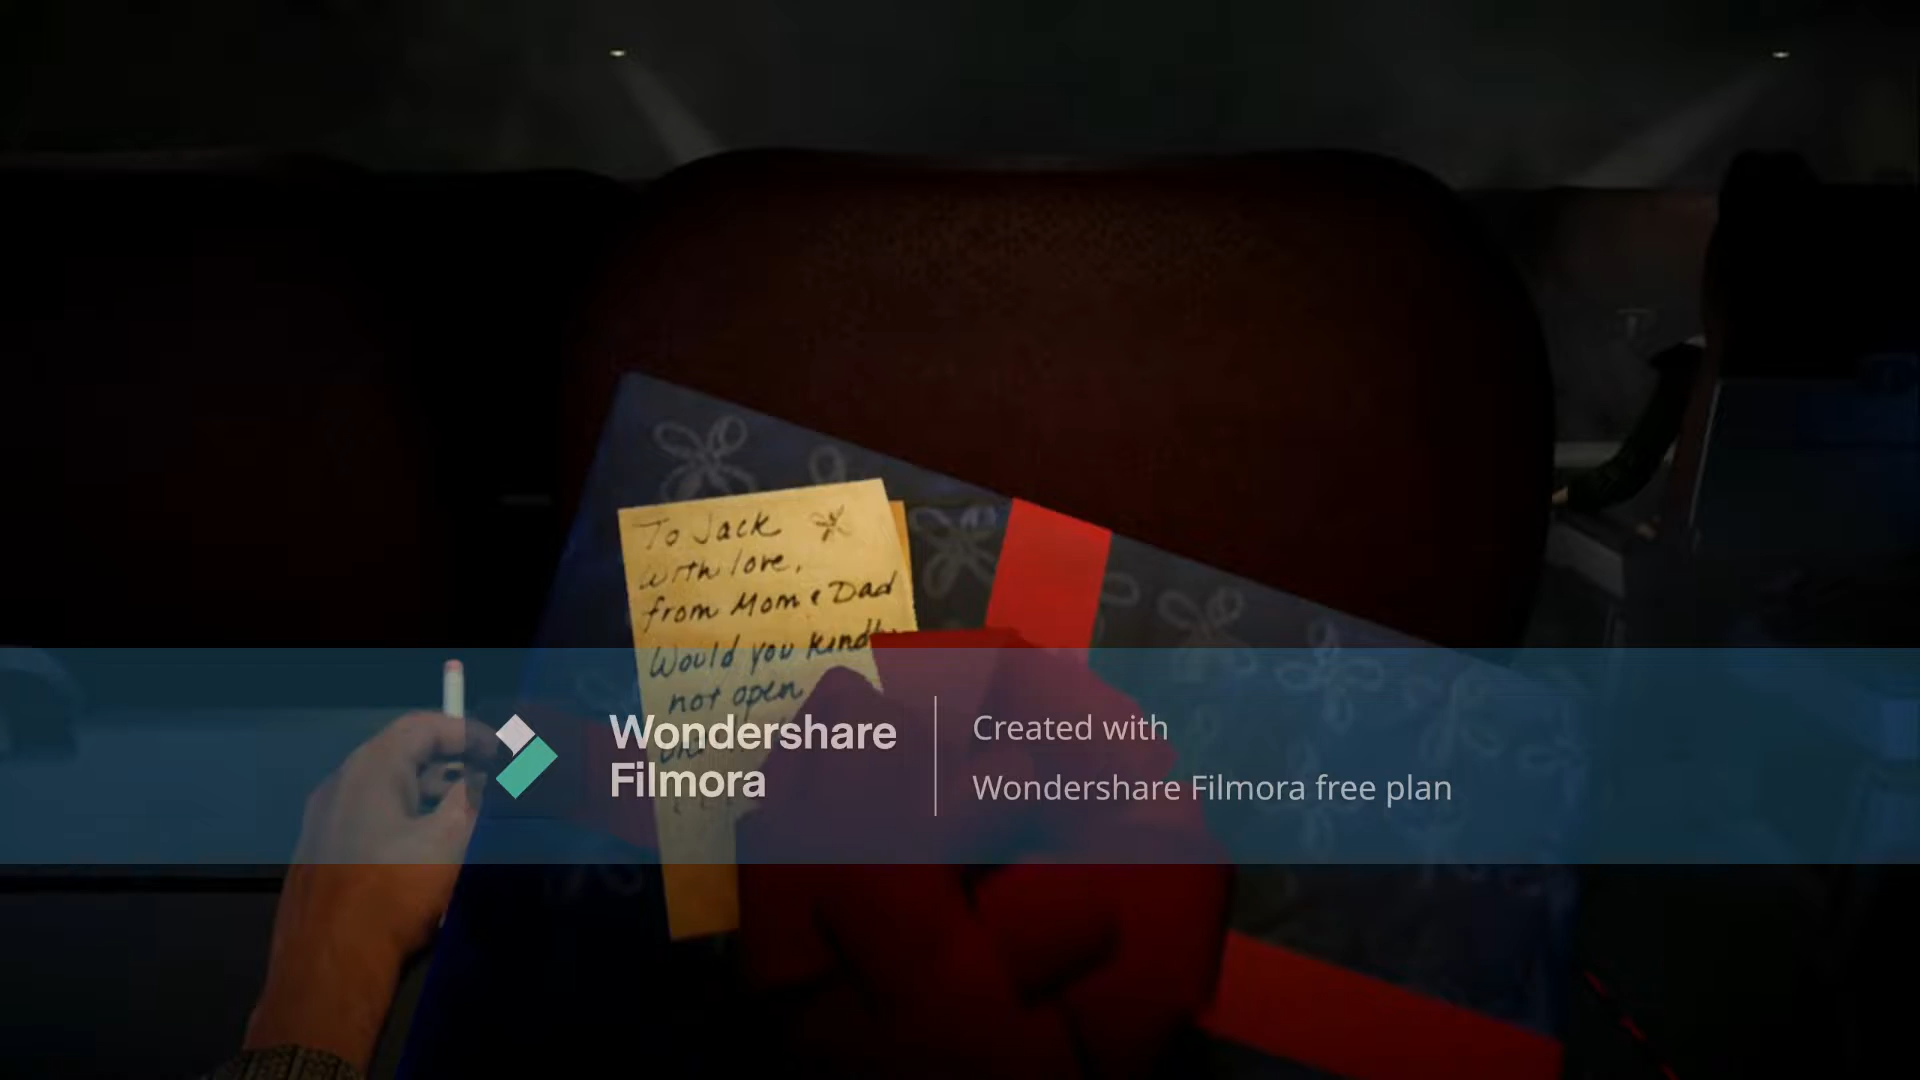 To Jack
with love,
from Mom & Dad
Would you kindly
not open
Wondershare
Filmora
Created with
Wondershare Filmora free plan